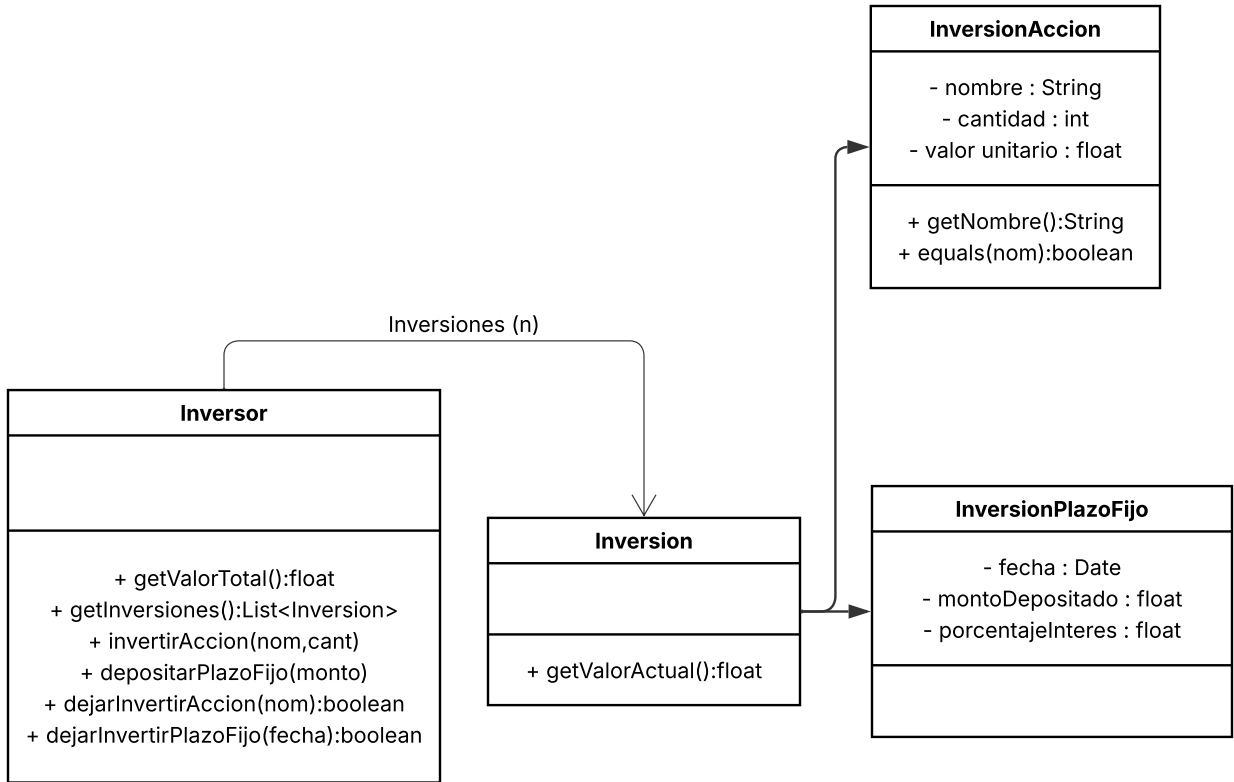 InversionAccion
- nombre : String
- cantidad : int
- valor unitario : float
+ getNombre():String
+ equals(nom):boolean
Inversiones (n)
Inversor
+ getValorTotal():float
+ getInversiones():List<Inversion>
+ invertirAccion(nom,cant)
+ depositarPlazoFijo(monto)
+ dejarInvertirAccion(nom):boolean
+ dejarInvertirPlazoFijo(fecha):boolean
Inversion
+ getValorActual():float
InversionPlazoFijo
- fecha : Date
- montoDepositado : float
- porcentajeInteres : float